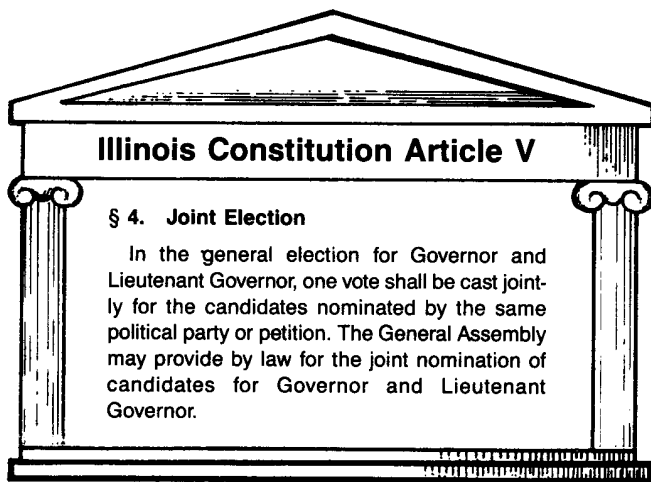 Illinois Constitution Article V
§ 4. Joint Election
In the general election for Governor and
Lieutenant Governor, one vote shall be cast joint-
ly for the candidates nominated by the same
political party or petition. The General Assembly
may provide by law for the joint nomination of
candidates for Governor and Lieutenant
Governor.